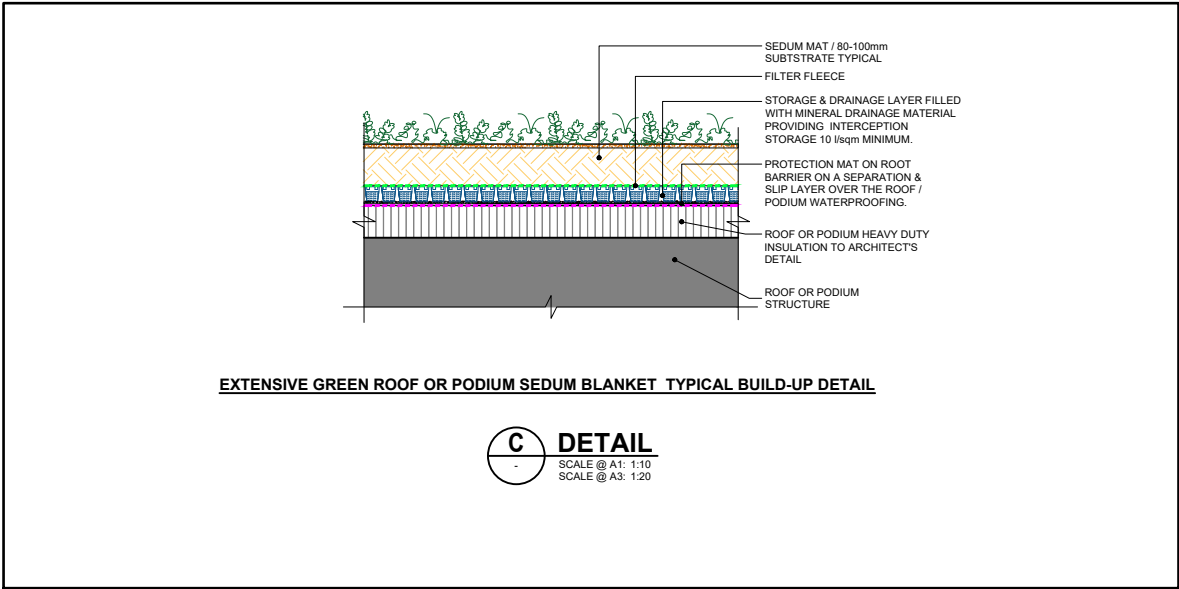 SEDUM MAT / 80-100mm
SUBTSTRATE TYPICAL
FILTER FLEECE
STORAGE & DRAINAGE LAYER FILLED
WITH MINERAL DRAINAGE MATERIAL
PROVIDING INTERCEPTION
STORAGE 10 l/sqm MINIMUM.
PROTECTION MAT ON ROOT
BARRIER ON A SEPARATION &
SLIP LAYER OVER THE ROOF /
PODIUM WATERPROOFING.
ROOF OR PODIUM HEAVY DUTY
INSULATION TO ARCHITECT'S
DETAIL
ROOF OR PODIUM
STRUCTURE
EXTENSIVE GREEN ROOF OR PODIUM SEDUM BLANKET TYPICAL BUILD-UP DETAIL
C
-
DETAIL
SCALE @ A1: 1:10
SCALE @ A3: 1:20